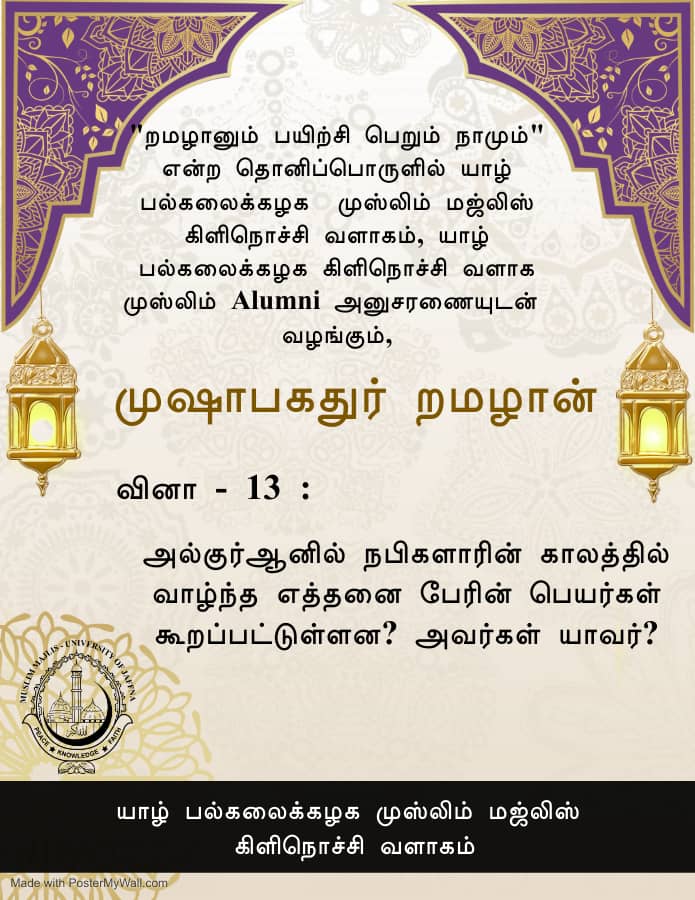 "றமழானும் பயிற்சி பெறும் நாமும்"
என்ற தொனிப்பொருளில் யாழ்
பல்கலைக்கழக முஸ்லிம் மஜ்லிஸ்
கிளிநொச்சி வளாகம், யாழ்
பல்கலைக்கழக கிளிநொச்சி வளாக
முஸ்லிம் Alumni அனுசரணையுடன்
வழங்கும்,
முஷாபகதுர் றமழான்
வினா - 13 :
அல்குர்ஆனில் நபிகளாரின் காலத்தில்
வாழ்ந்த எத்தனை பேரின் பெயர்கள்
கூறப்பட்டுள்ளன? அவர்கள் யாவர்?
MUSLIM MAJLIS - UNIVERSITY OF JAFFNA
PEACE ★ KNOWLEDGE ★ FAITH
யாழ் பல்கலைக்கழக முஸ்லிம் மஜ்லிஸ்
கிளிநொச்சி வளாகம்
Made with PosterMyWall.com